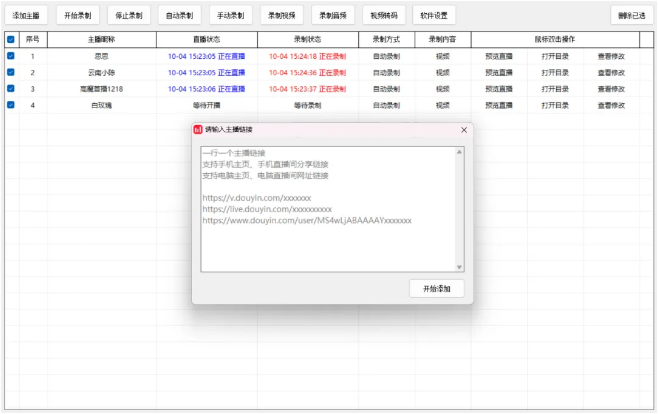 添加主播 开始录制 停止录制 自动录制 手动录制 录制视频 录制音频 视频转码 软件设置 删除已选
序号 主播昵称 直播状态 录制状态 录制方式 录制内容 鼠标双击操作
1 思思 10-04 15:23:05 正在直播 10-04 15:24:18 正在录制 自动录制 视频 预览直播 打开目录 查看修改
2 云南小陈 10-04 15:23:05 正在直播 10-04 15:24:36 正在录制 自动录制 视频 预览直播 打开目录 查看修改
3 恶魔首播1218 10-04 15:23:06 正在直播 10-04 15:23:37 正在录制 自动录制 视频 预览直播 打开目录 查看修改
4 白玫瑰 等待开播 等待录制 自动录制 视频 预览直播 打开目录 查看修改
请输入主播链接
一行一个主播链接
支持手机主页、手机直播间分享链接
支持电脑主页、电脑直播间网址链接
https://v.douyin.com/xxxxxxx
https://live.douyin.com/xxxxxxxxxx
https://www.douyin.com/user/MS4wLjABAAAAYxxxxxxx
开始添加